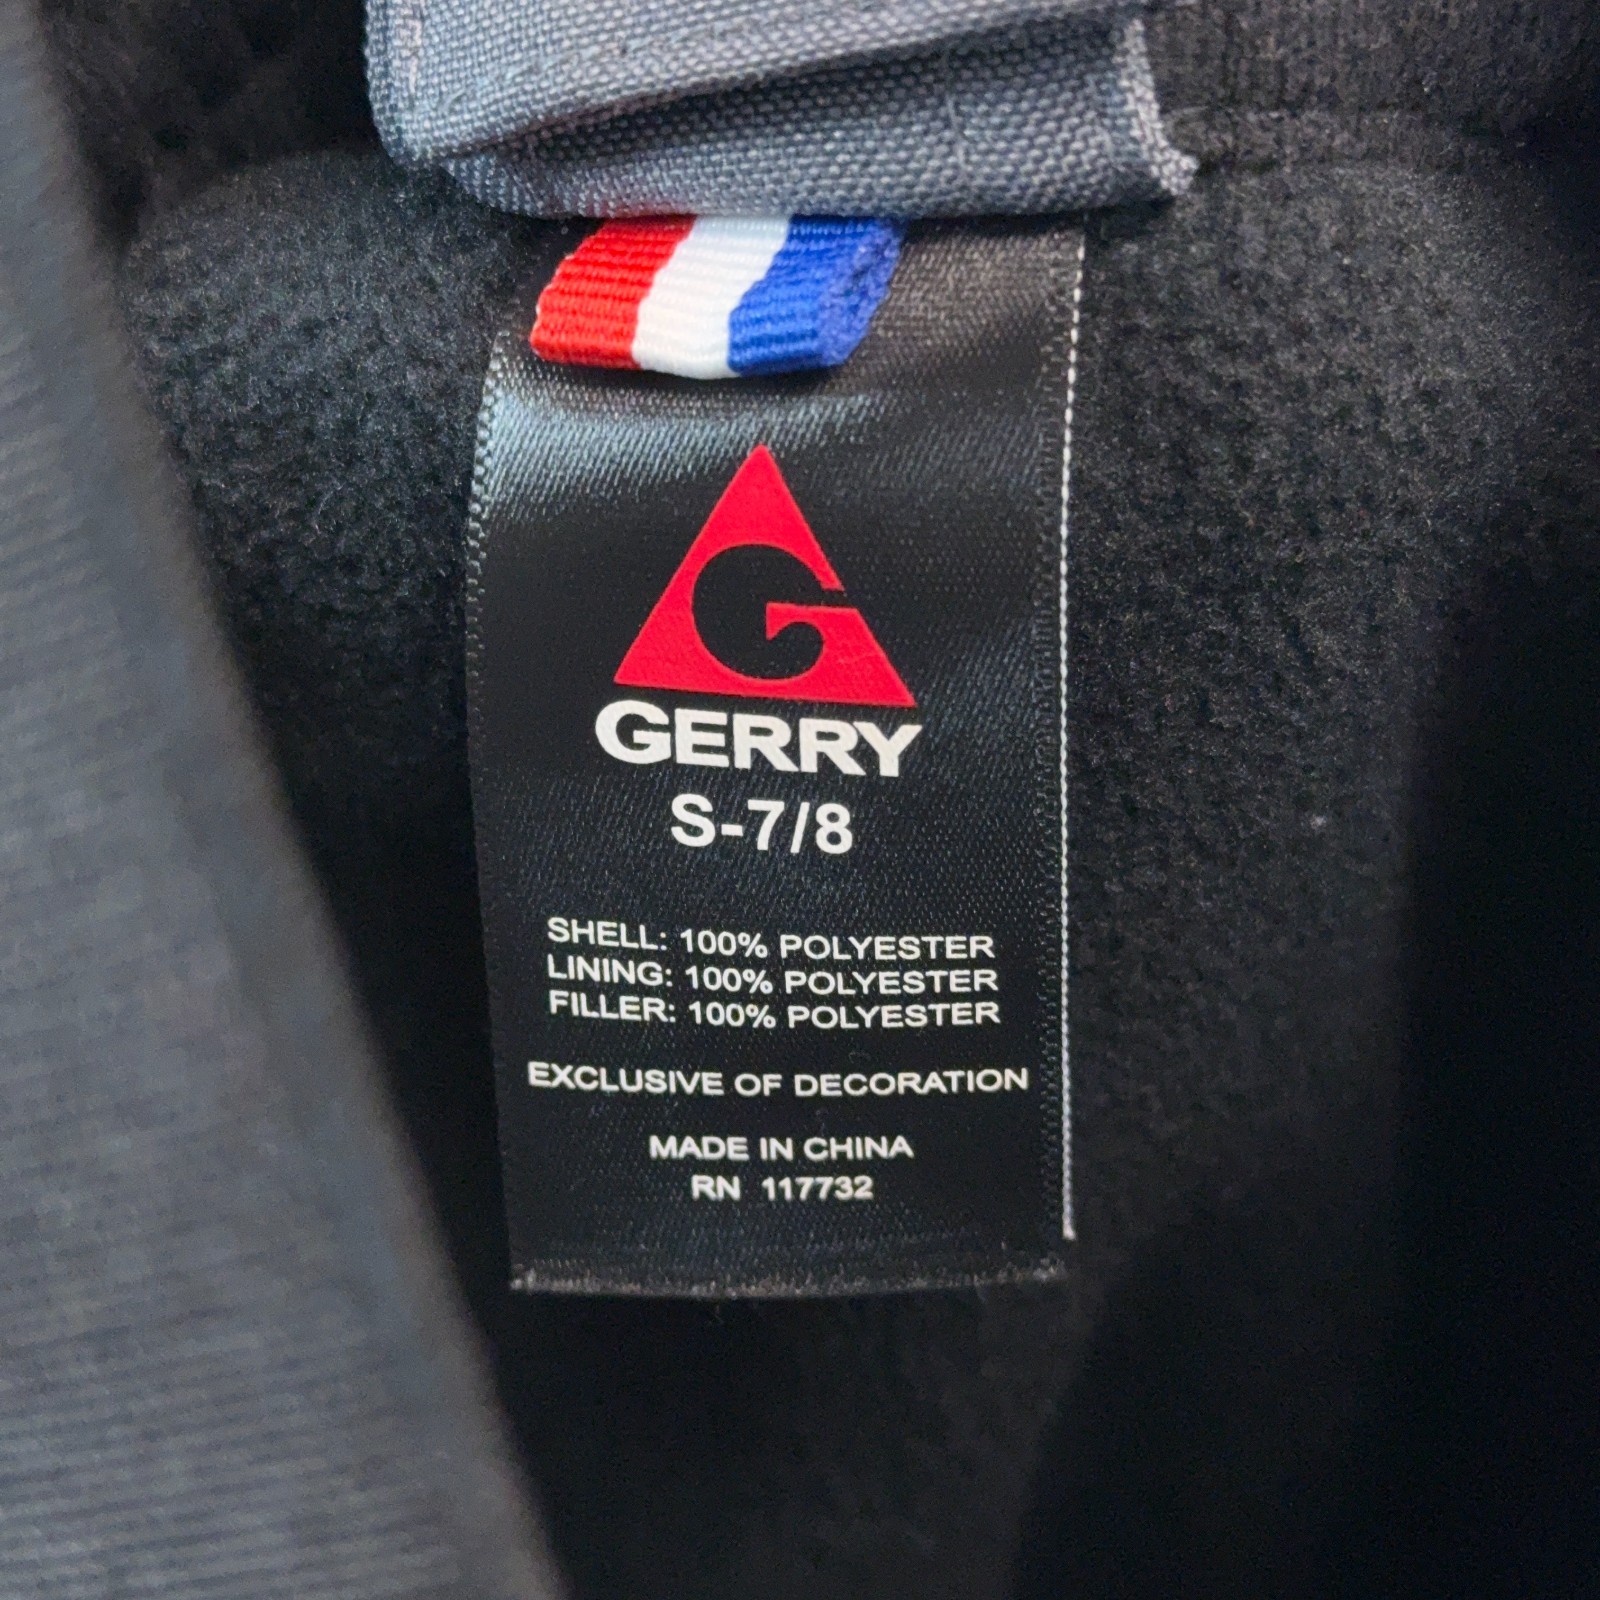 G
GERRY
S-7/8
SHELL: 100% POLYESTER
LINING: 100% POLYESTER
FILLER: 100% POLYESTER
EXCLUSIVE OF DECORATION
MADE IN CHINA
RN 117732